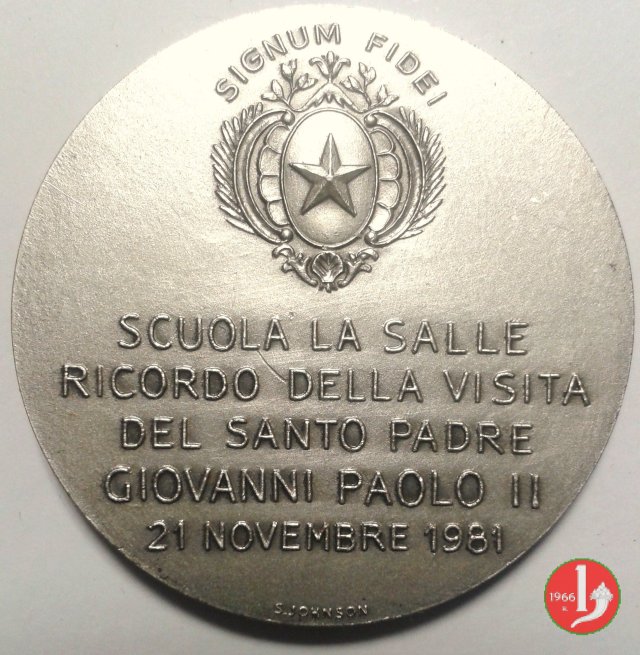 SIGNUM FIDEI
SCUOLA LA SALLE
RICORDO DELLA VISITA
DEL SANTO PADRE
GIOVANNI PAOLO II
21 NOVEMBRE 1981
S. JOHNSON
1966
R.